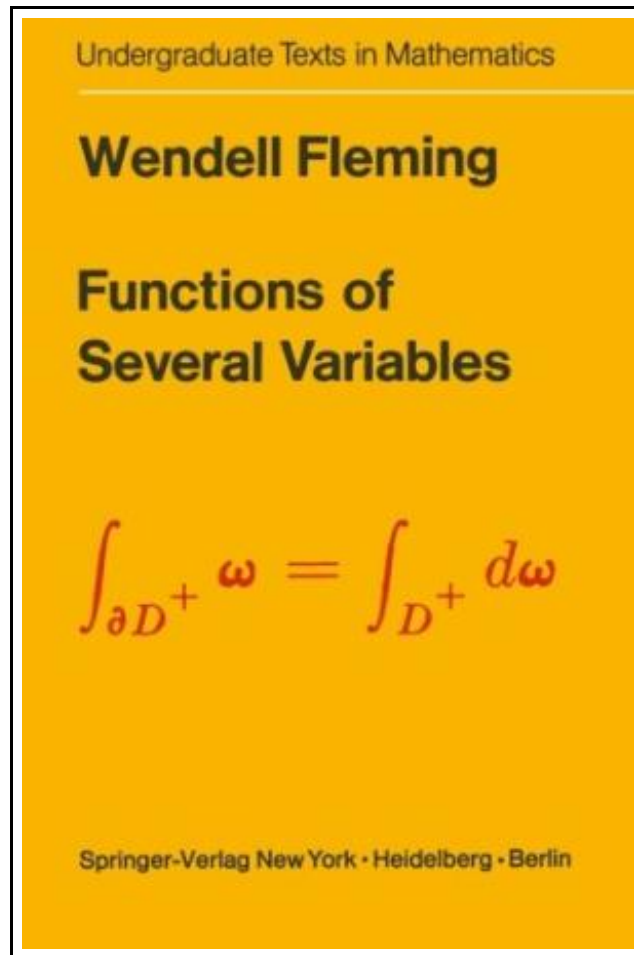 Undergraduate Texts in Mathematics
Wendell Fleming
Functions of
Several Variables
∫∂D⁺ ω = ∫D⁺ dω
Springer-Verlag New York · Heidelberg · Berlin